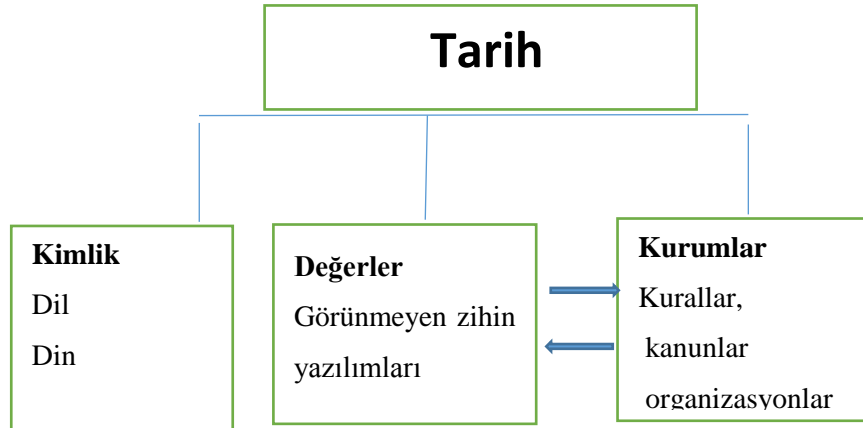 Tarih
Kimlik
Dil
Din
Değerler
Görünmeyen zihin
yazılımları
Kurumlar
Kurallar,
kanunlar
organizasyonlar